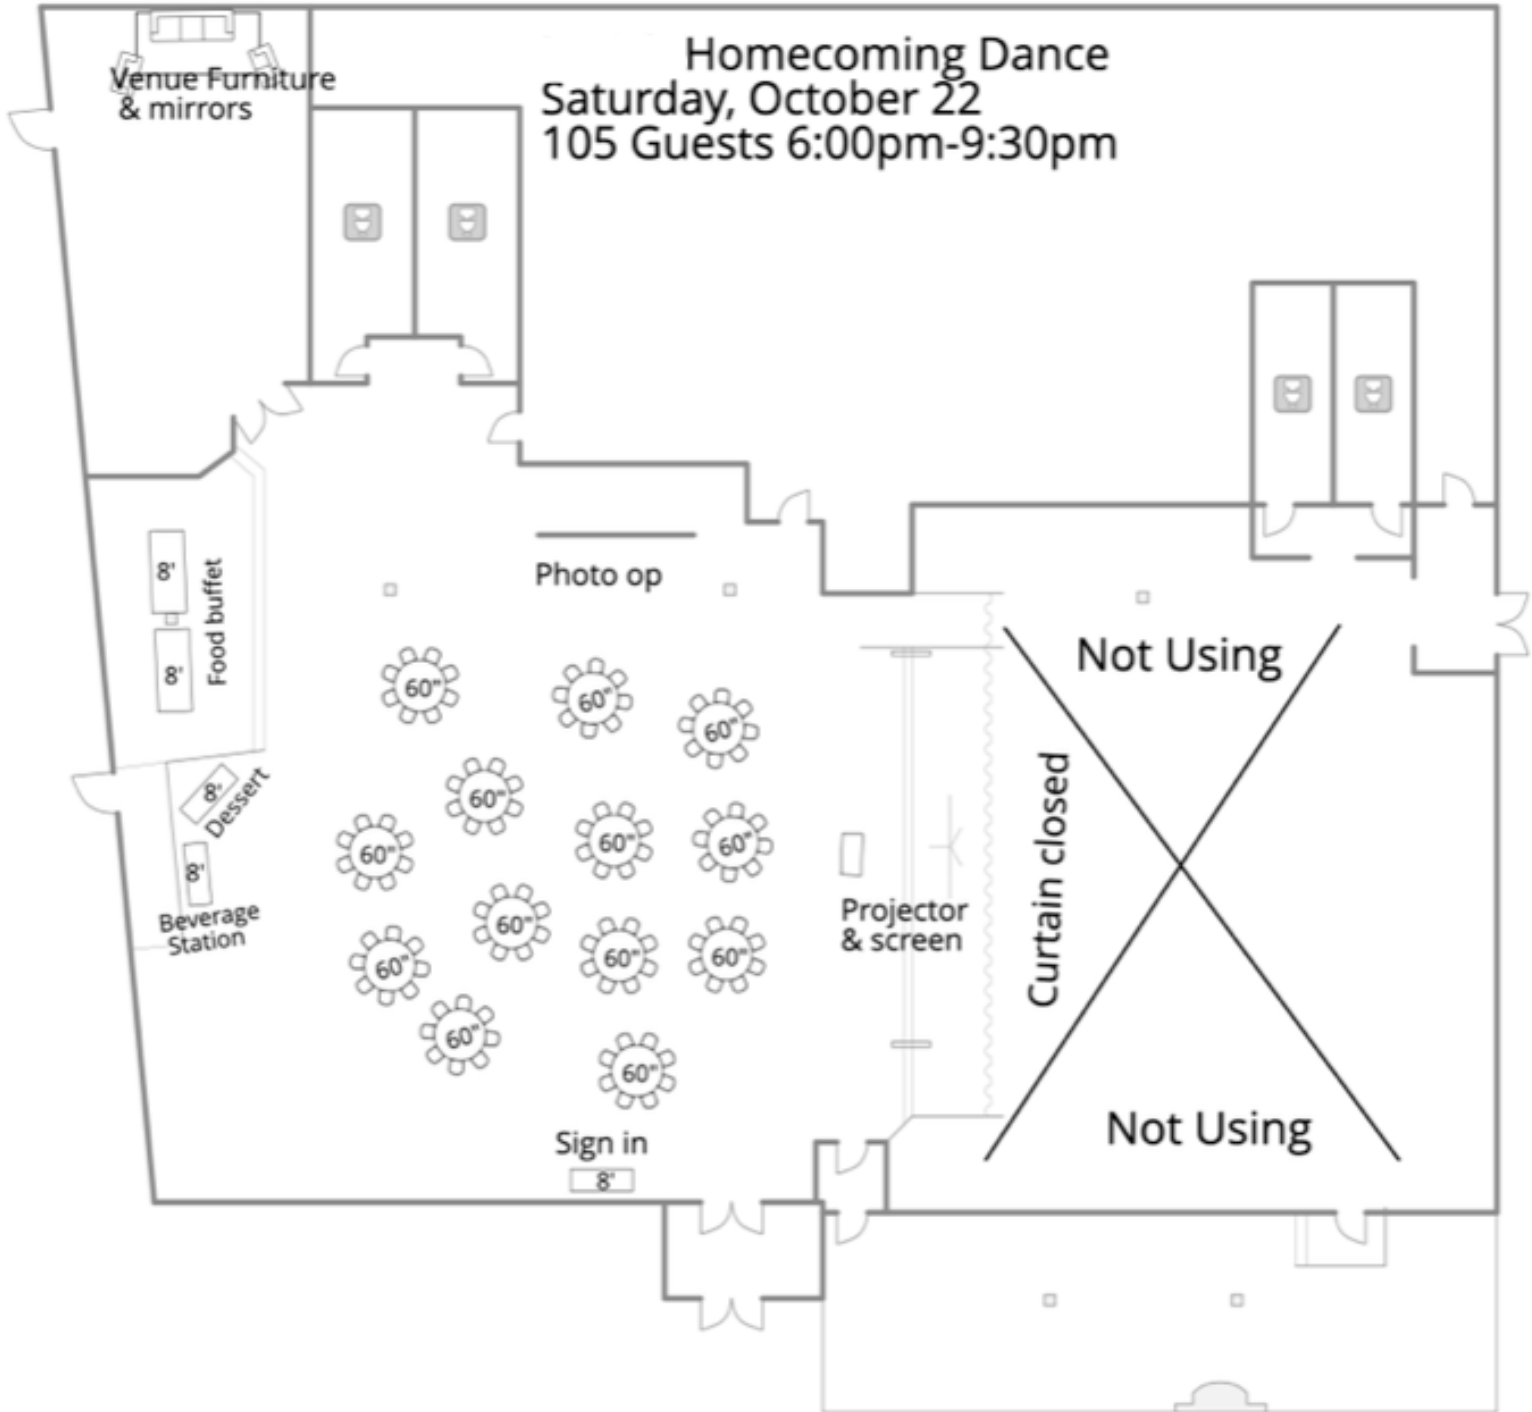 Homecoming Dance
Saturday, October 22
105 Guests 6:00pm-9:30pm
Venue Furniture
& mirrors
8'
8'
Food buffet
8'
Dessert
8'
Beverage
Station
Photo op
60"
60"
60"
60"
60"
60"
60"
60"
60"
60"
60"
60"
60"
Sign in
8'
Projector
& screen
Curtain closed
Not Using
Not Using